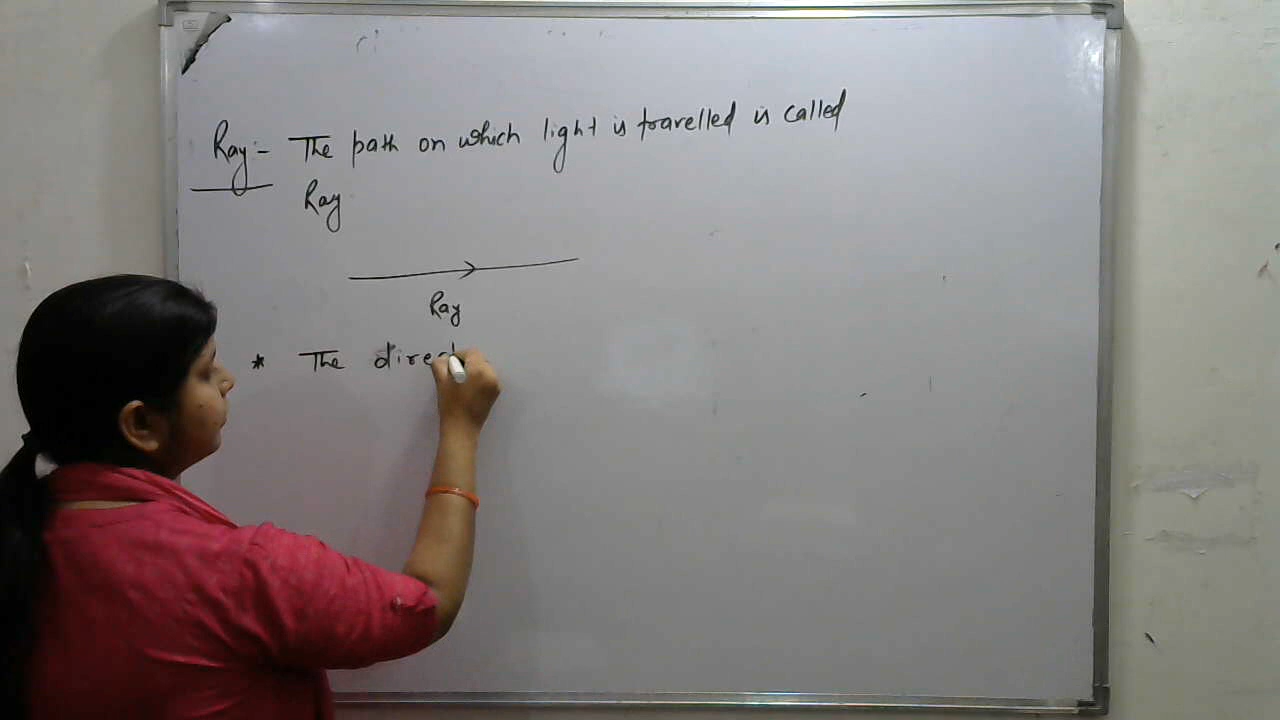 Ray:- The path on which light is travelled is called
Ray
Ray
* The direc